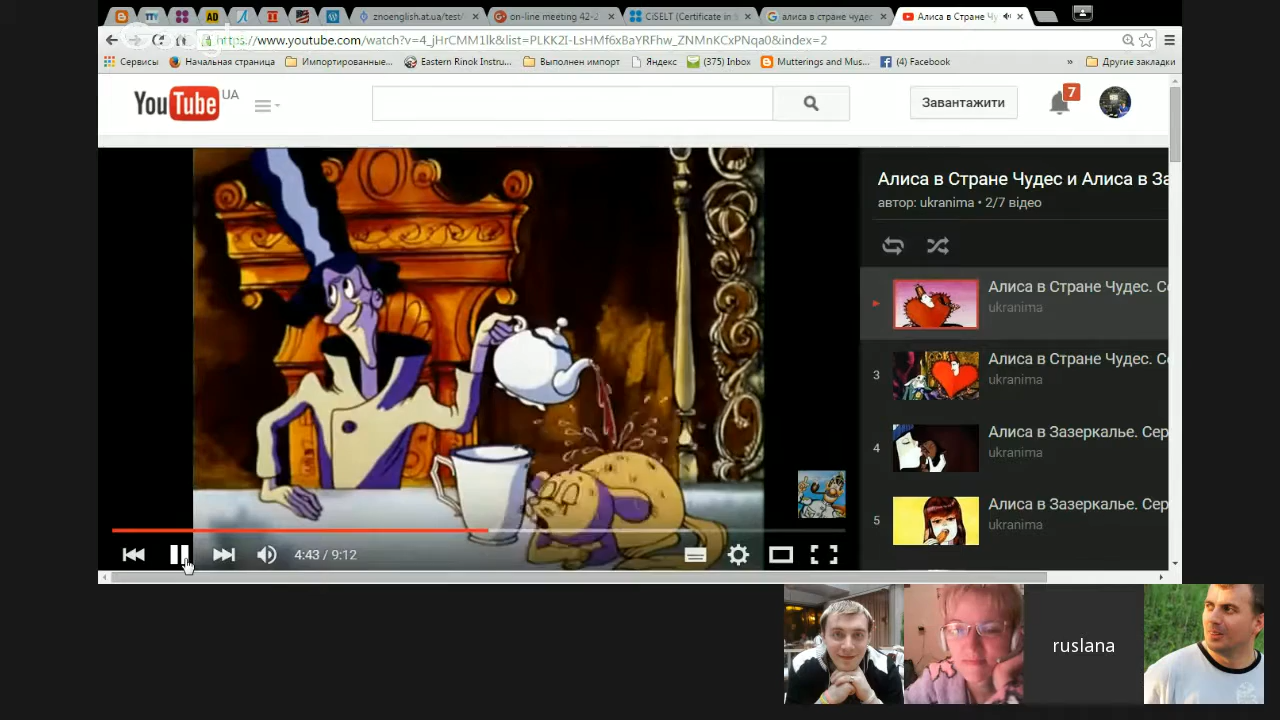 TTV
AD
znoenglish.at.ua/test/
on-line meeting 42-2
CiSELT (Certificate in
алиса в стране чудес
Алиса в Стране Чу
https://www.youtube.com/watch?v=4_jHrCMM1lk&list=PLKK2I-LsHMf6xBaYRFhw_ZNMnKCxPNqa0&index=2
Сервисы
Начальная страница
Импортированные...
Eastern Rinok Instru...
Выполнен импорт
Яндекс
(375) Inbox
Mutterings and Mus...
(4) Facebook
»
Другие закладки
YouTube UA
Завантажити
7
Алиса в Стране Чудес и Алиса в За
автор: ukranima • 2/7 відео
Алиса в Стране Чудес. Се
ukranima
3
Алиса в Стране Чудес. Се
ukranima
4
Алиса в Зазеркалье. Сер
ukranima
5
Алиса в Зазеркалье. Сер
ukranima
4:43 / 9:12
ruslana